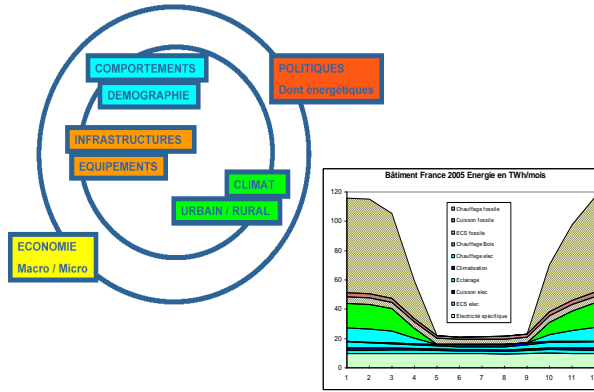 COMPORTEMENTS
DEMOGRAPHIE
POLITIQUES
Dont énergétiques
INFRASTRUCTURES
EQUIPEMENTS
CLIMAT
URBAIN / RURAL
ECONOMIE
Macro / Micro
Bâtiment France 2005 Energie en TWh/mois
120
100
80
60
40
20
0
Chauffage fossile
Cuisson fossile
ECS fossile
Chauffage Bois
Chauffage elec
Climatisation
Eclairage
Cuisson elec
ECS elec
Electricité spécifique
1 2 3 4 5 6 7 8 9 10 11